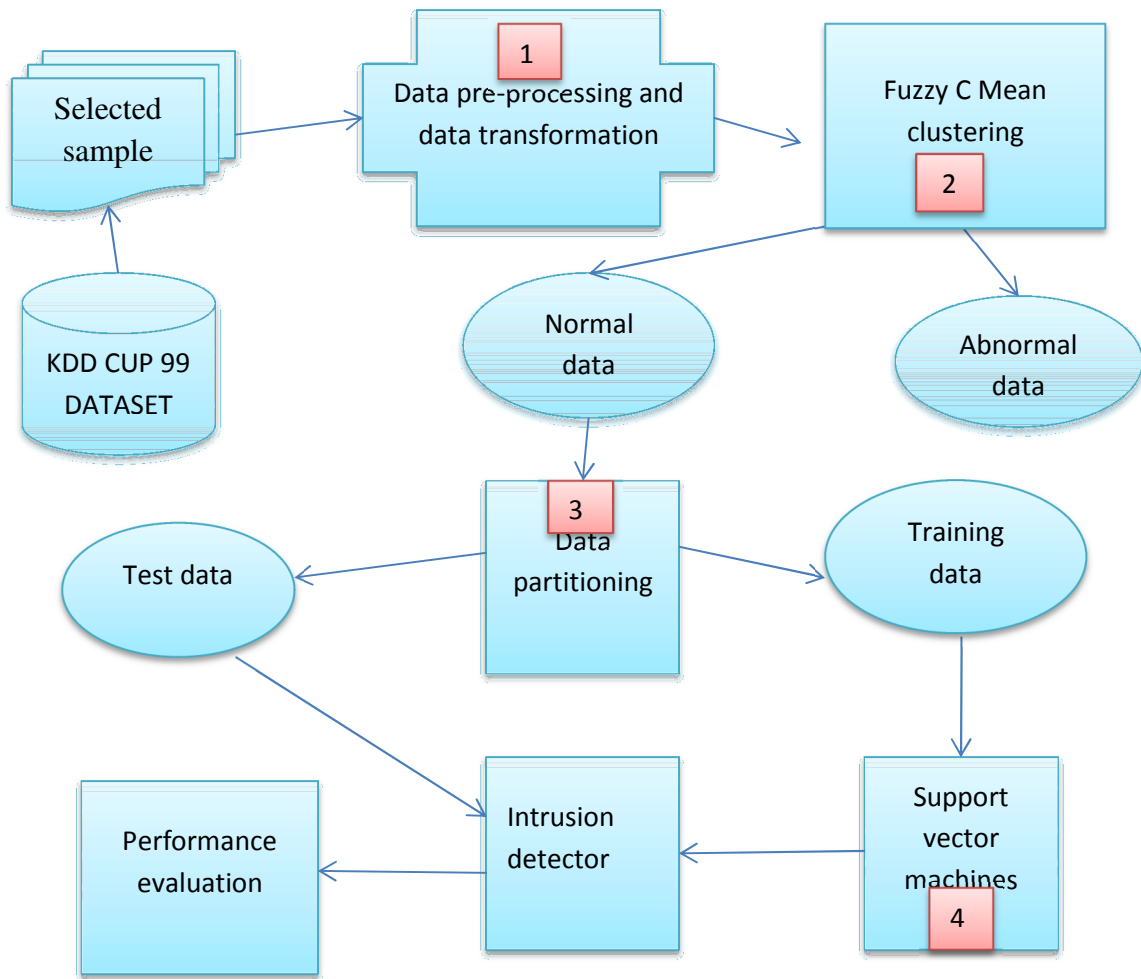 1
Data pre-processing and
data transformation
Selected
sample
Fuzzy C Mean
clustering
2
KDD CUP 99
DATASET
Normal
data
Abnormal
data
3
Data
partitioning
Test data
Training
data
Performance
evaluation
Intrusion
detector
Support
vector
machines
4